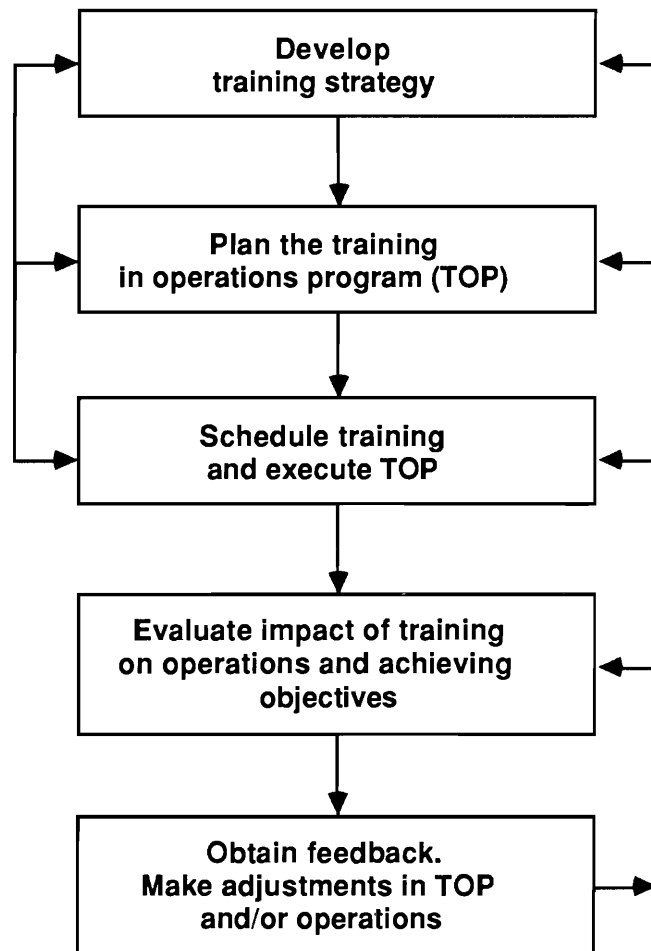 Develop
training strategy
Plan the training
in operations program (TOP)
Schedule training
and execute TOP
Evaluate impact of training
on operations and achieving
objectives
Obtain feedback.
Make adjustments in TOP
and/or operations